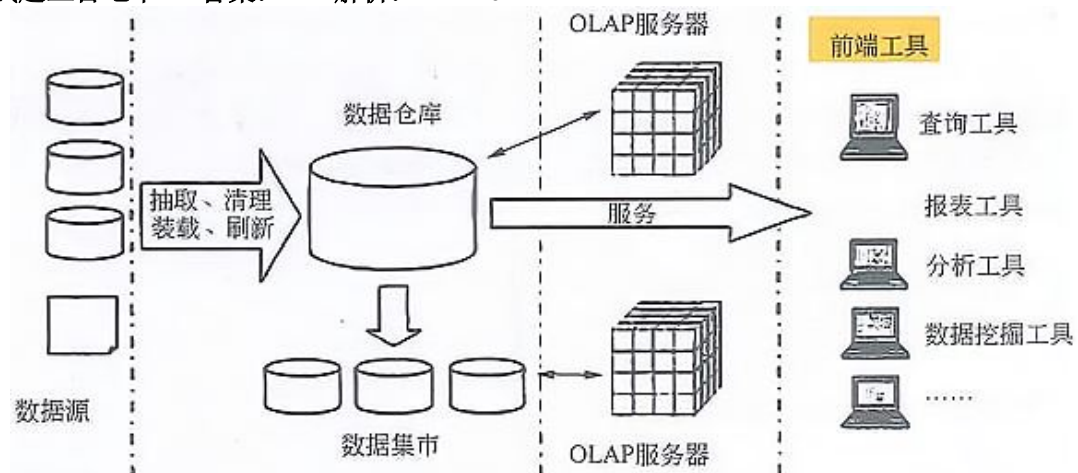 OLAP服务器
前端工具
数据仓库
查询工具
抽取、清理
装载、刷新
服务
报表工具
分析工具
数据挖掘工具
……
数据源
数据集市
OLAP服务器